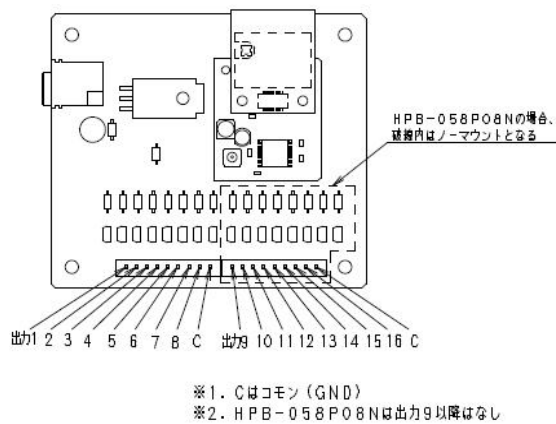 HPB-058P08Nの場合、
破線内はノーマウントとなる
出力1 2 3 4 5 6 7 8 C 出力9 10 11 12 13 14 15 16 C
※1. Cはコモン(GND)
※2. HPB-058P08Nは出力9以降はなし